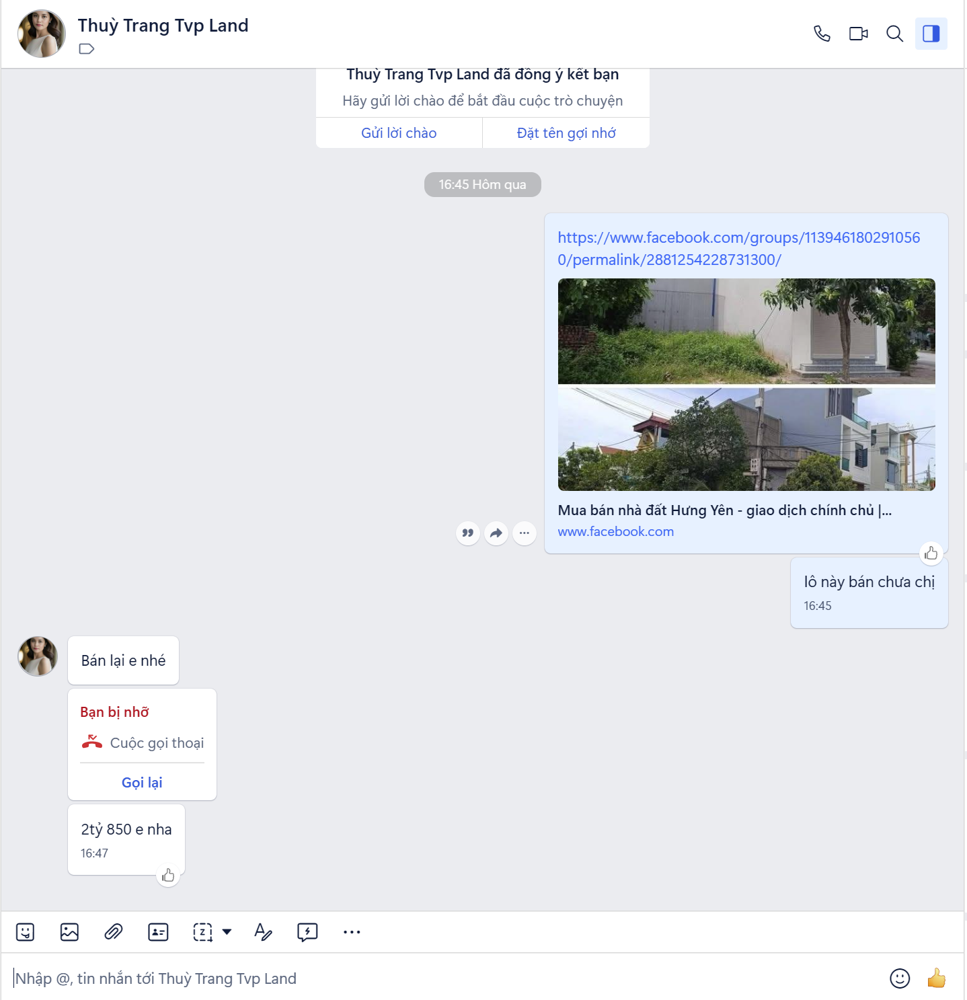 Thuỳ Trang Tvp Land
Thuỳ Trang Tvp Land đã đồng ý kết bạn
Hãy gửi lời chào để bắt đầu cuộc trò chuyện
Gửi lời chào
Đặt tên gợi nhớ
16:45 Hôm qua
https://www.facebook.com/groups/113946180291056
0/permalink/2881254228731300/
Mua bán nhà đất Hưng Yên - giao dịch chính chủ |...
www.facebook.com
lô này bán chưa chị
16:45
Bán lại e nhé
Bạn bị nhỡ
Cuộc gọi thoại
Gọi lại
2tỷ 850 e nha
16:47
Nhập @, tin nhắn tới Thuỳ Trang Tvp Land